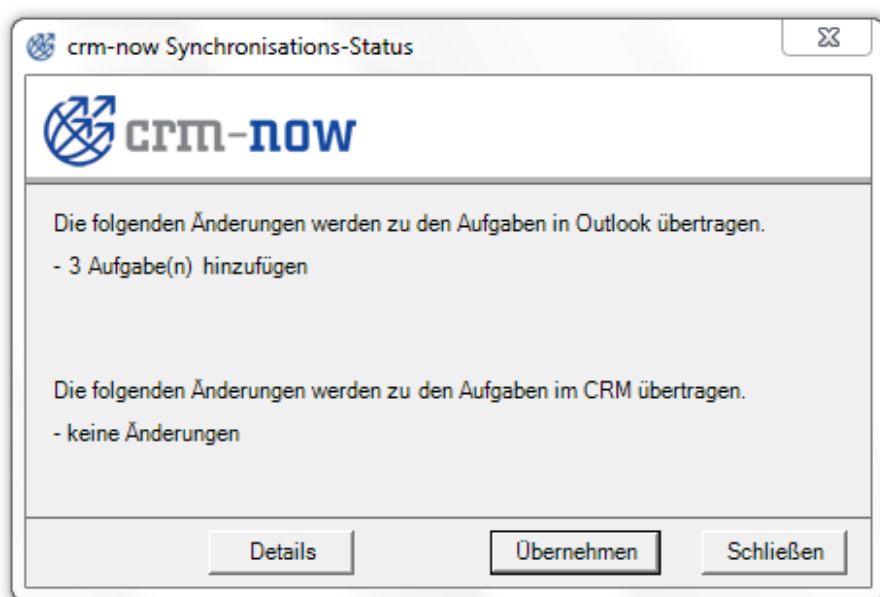 crm-now Synchronisations-Status
crm-now
Die folgenden Änderungen werden zu den Aufgaben in Outlook übertragen.
- 3 Aufgabe(n) hinzufügen
Die folgenden Änderungen werden zu den Aufgaben im CRM übertragen.
- keine Änderungen
Details
Übernehmen
Schließen